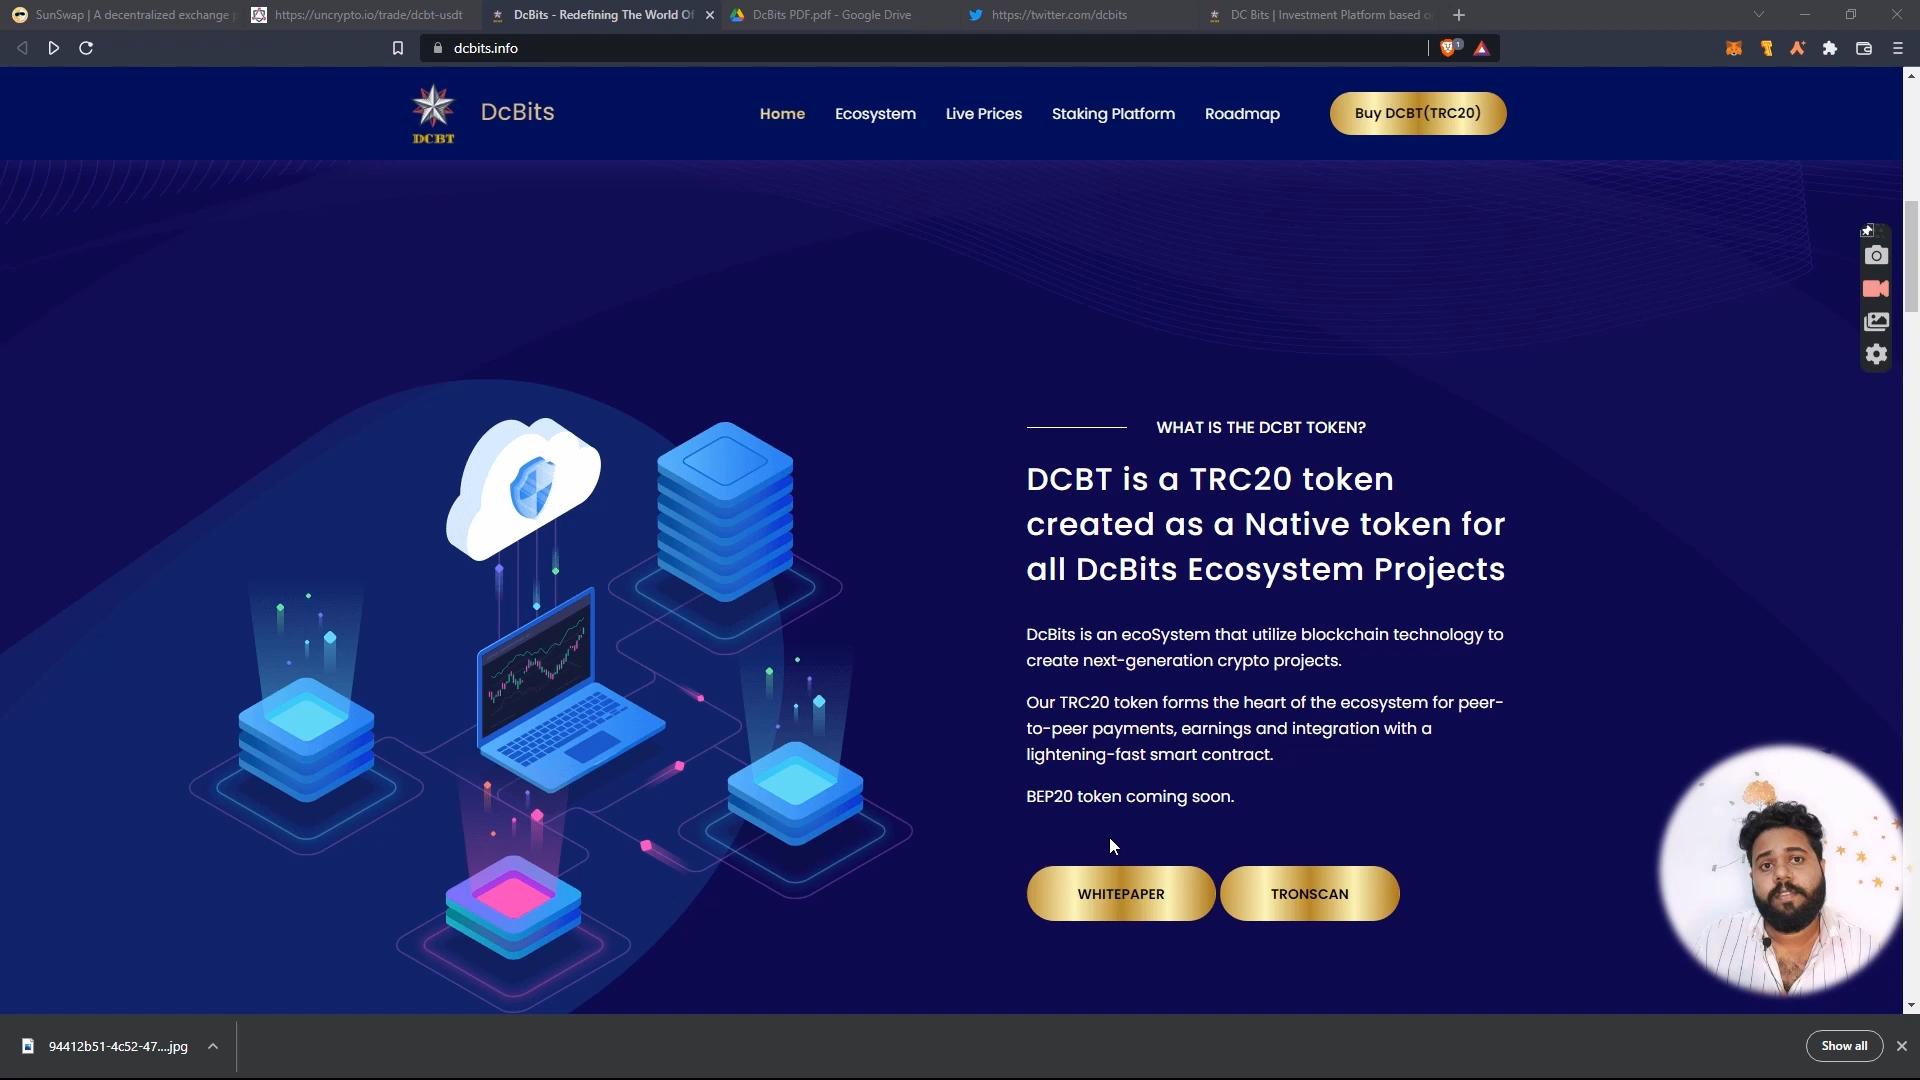 SunSwap | A decentralized exchange p
https://uncrypto.io/trade/dcbt-usdt
DcBits - Redefining The World Of
DcBits PDF.pdf - Google Drive
https://twitter.com/dcbits
DC Bits | Investment Platform based o
dcbits.info
1
DCBT
DcBits
Home
Ecosystem
Live Prices
Staking Platform
Roadmap
Buy DCBT(TRC20)
WHAT IS THE DCBT TOKEN?
DCBT is a TRC20 token
created as a Native token for
all DcBits Ecosystem Projects
DcBits is an ecoSystem that utilize blockchain technology to
create next-generation crypto projects.
Our TRC20 token forms the heart of the ecosystem for peer-
to-peer payments, earnings and integration with a
lightening-fast smart contract.
BEP20 token coming soon.
WHITEPAPER
TRONSCAN
94412b51-4c52-47....jpg
Show all